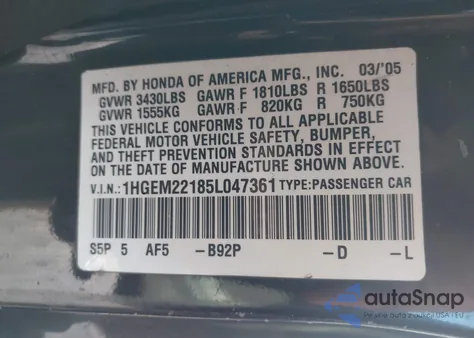 MFD. BY HONDA OF AMERICA MFG., INC. 03/'05
GVWR 3430LBS GAWR F 1810LBS R 1650LBS
GVWR 1555KG GAWR F 820KG R 750KG
THIS VEHICLE CONFORMS TO ALL APPLICABLE
FEDERAL MOTOR VEHICLE SAFETY, BUMPER,
AND THEFT PREVENTION STANDARDS IN EFFECT
ON THE DATE OF MANUFACTURE SHOWN ABOVE.
V.I.N.: 1HGEM22185L047361 TYPE: PASSENGER CAR
S5P 5 AF5 -B92P -D -L
autoSnap